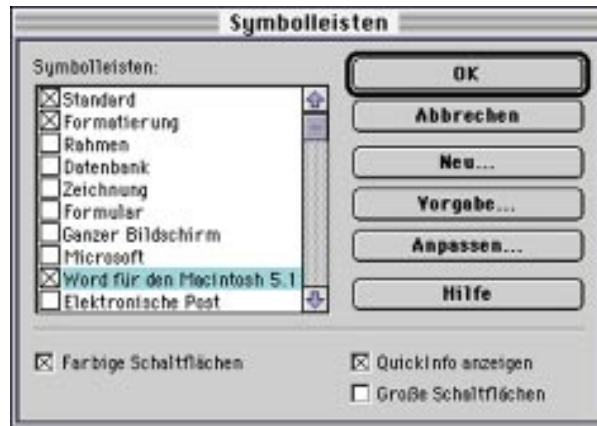 Symbolleisten
Symbolleisten:
Standard
Formatierung
Rahmen
Datenbank
Zeichnung
Formular
Ganzer Bildschirm
Microsoft
Word für den Macintosh 5.1
Elektronische Post
OK
Abbrechen
Neu...
Vorgabe...
Anpassen...
Hilfe
Farbige Schaltflächen
QuickInfo anzeigen
Große Schaltflächen